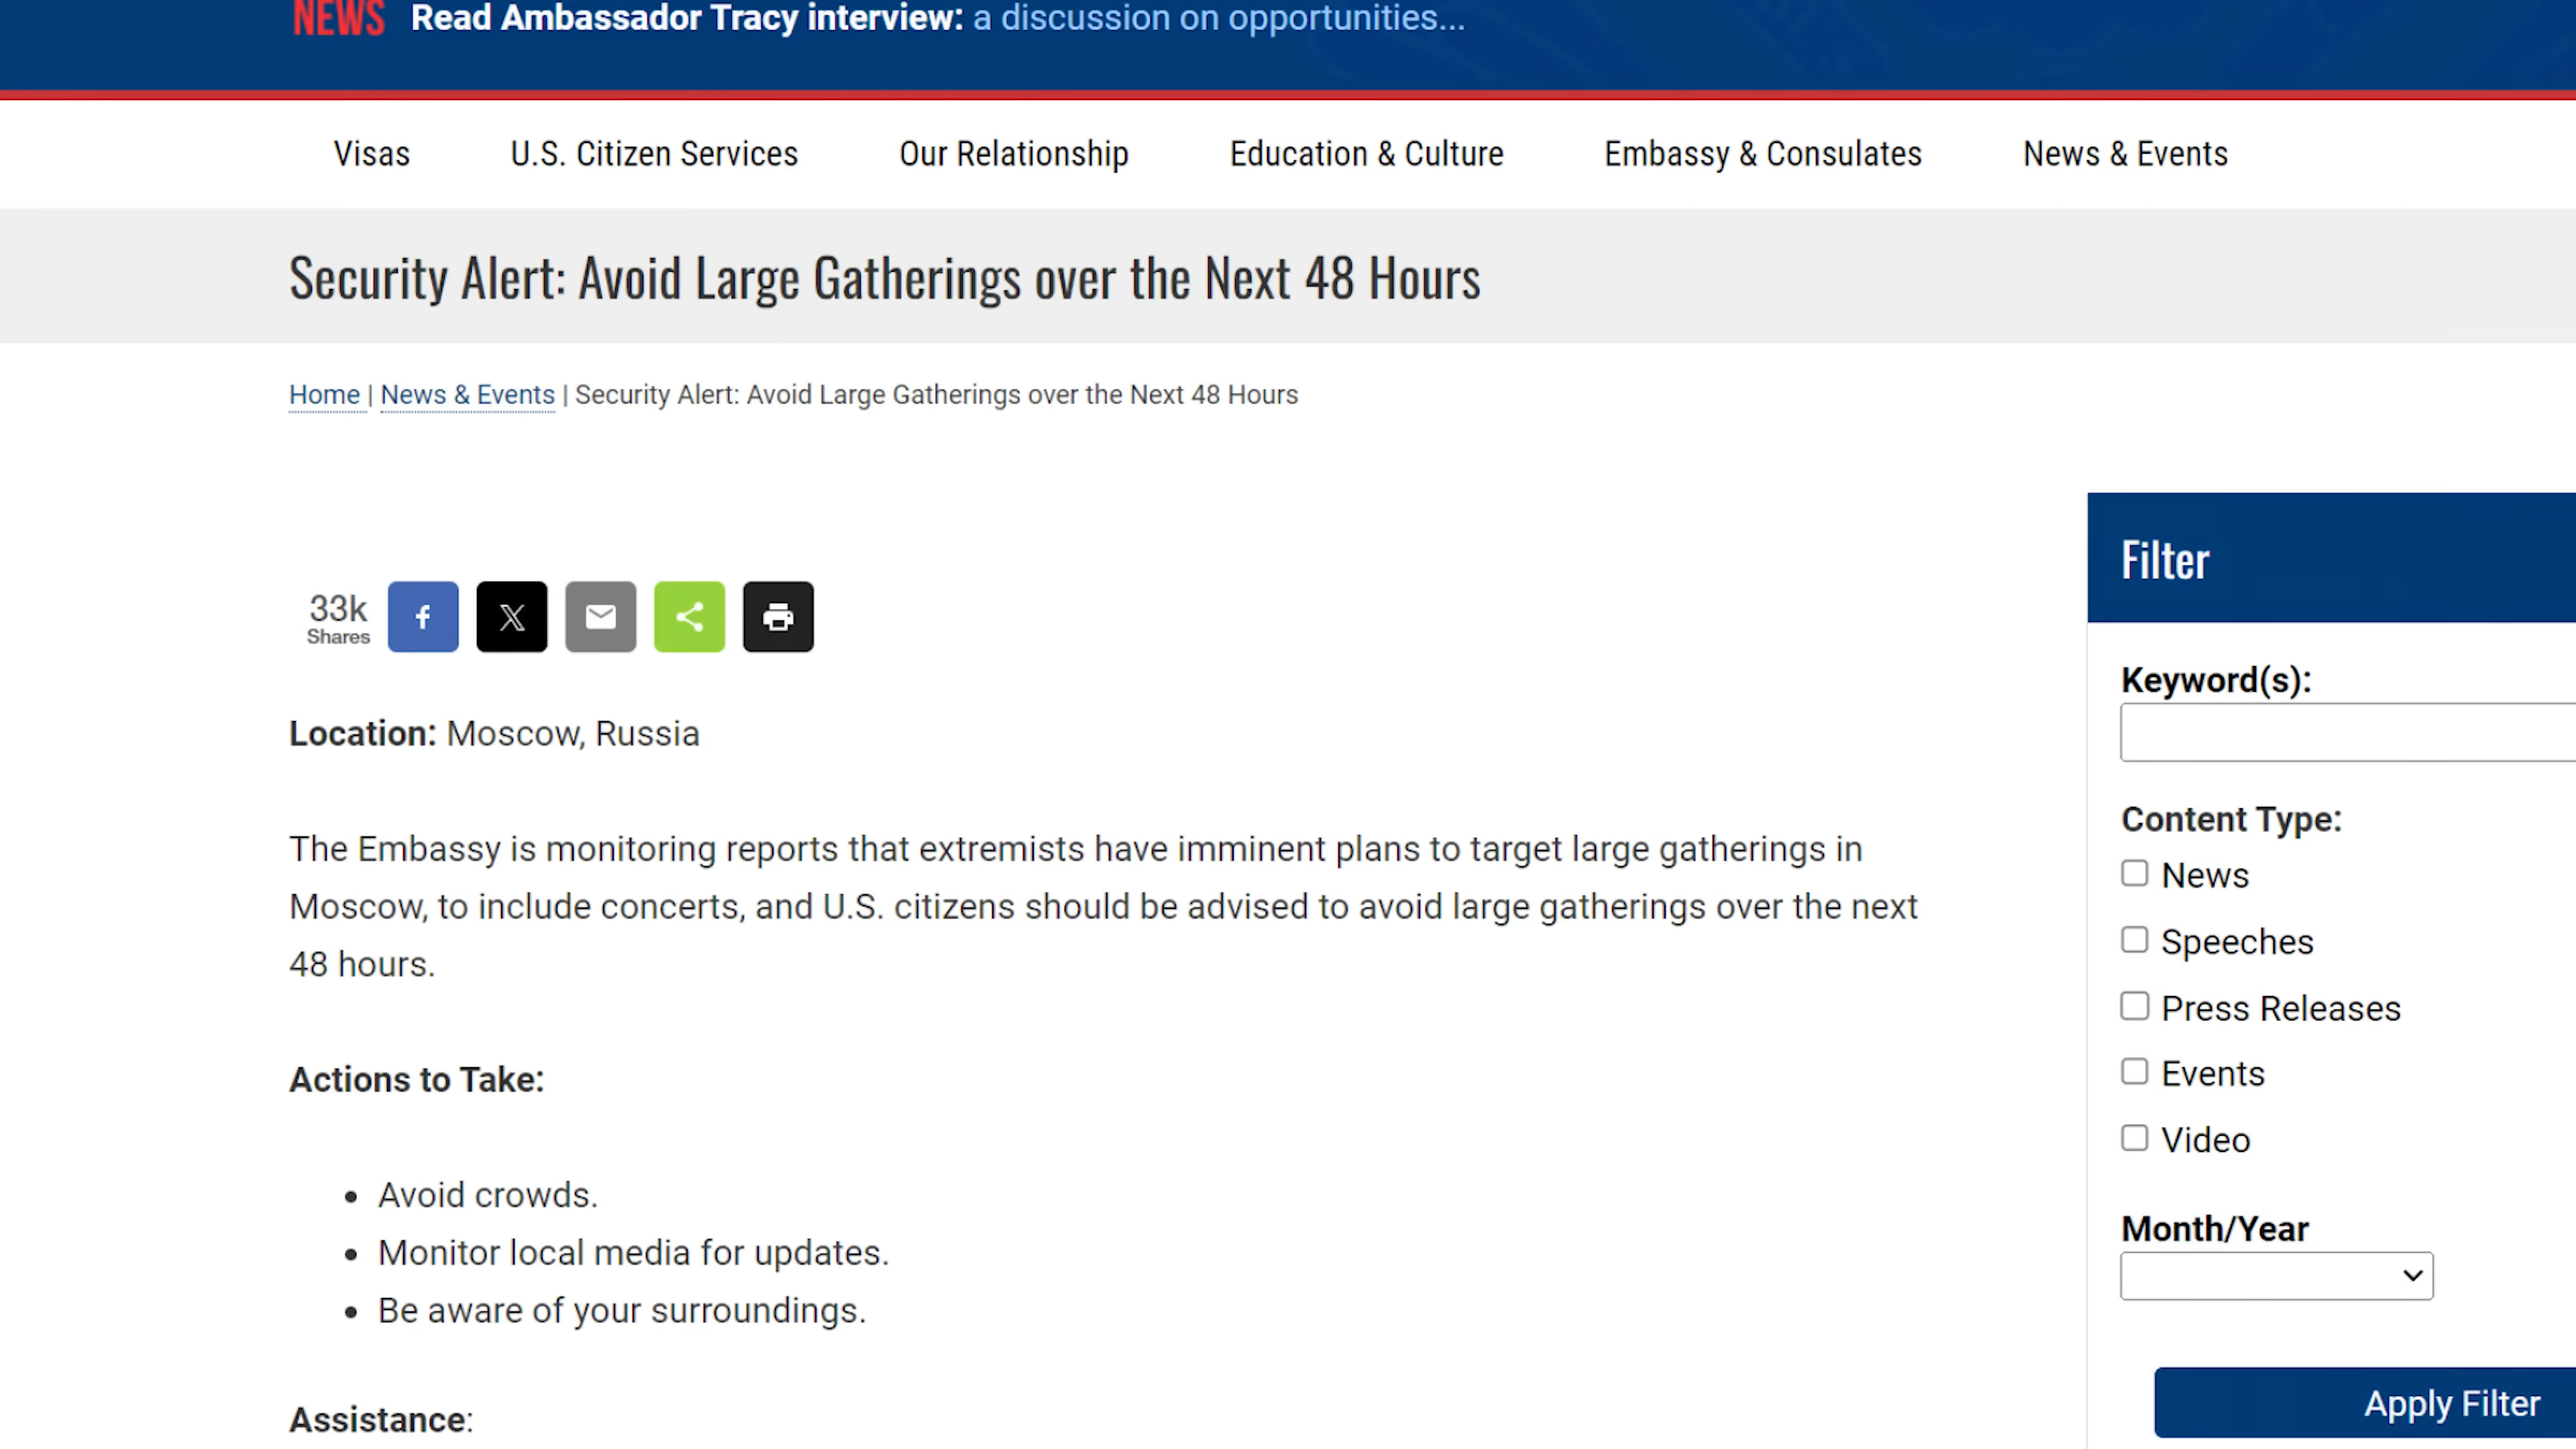 NEWS Read Ambassador Tracy interview: a discussion on opportunities...
Visas U.S. Citizen Services Our Relationship Education & Culture Embassy & Consulates News & Events
Security Alert: Avoid Large Gatherings over the Next 48 Hours
Home | News & Events | Security Alert: Avoid Large Gatherings over the Next 48 Hours
33k
Shares
Location: Moscow, Russia
The Embassy is monitoring reports that extremists have imminent plans to target large gatherings in
Moscow, to include concerts, and U.S. citizens should be advised to avoid large gatherings over the next
48 hours.
Actions to Take:
• Avoid crowds.
• Monitor local media for updates.
• Be aware of your surroundings.
Assistance:
Filter
Keyword(s):
Content Type:
News
Speeches
Press Releases
Events
Video
Month/Year
Apply Filter